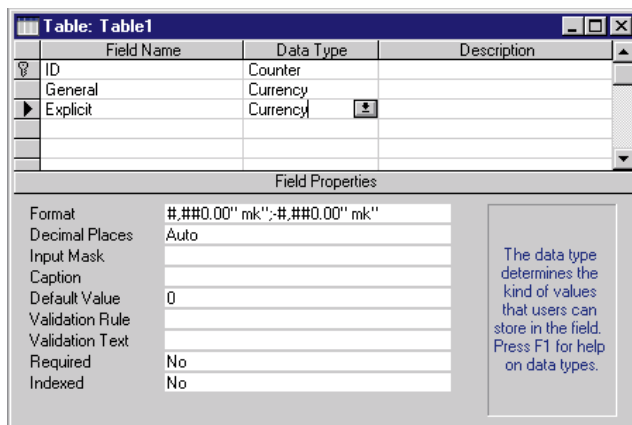 Table: Table1
Field Name Data Type Description
ID Counter
General Currency
Explicit Currency
Field Properties
Format #,##0.00" mk";-#,##0.00" mk"
Decimal Places Auto
Input Mask
Caption
Default Value 0
Validation Rule
Validation Text
Required No
Indexed No
The data type
determines the
kind of values
that users can
store in the field.
Press F1 for help
on data types.